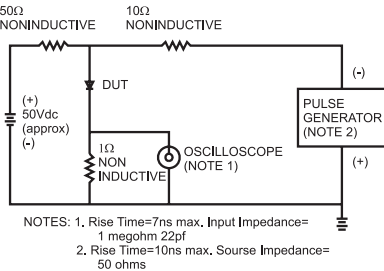 50Ω
NONINDUCTIVE
10Ω
NONINDUCTIVE
DUT
(+)
50Vdc
(approx)
(-)
(-)
PULSE
GENERATOR
(NOTE 2)
(+)
1Ω
NON
INDUCTIVE
OSCILLOSCOPE
(NOTE 1)
NOTES: 1. Rise Time=7ns max. Input Impedance=
1 megohm 22pf
2. Rise Time=10ns max. Sourse Impedance=
50 ohms